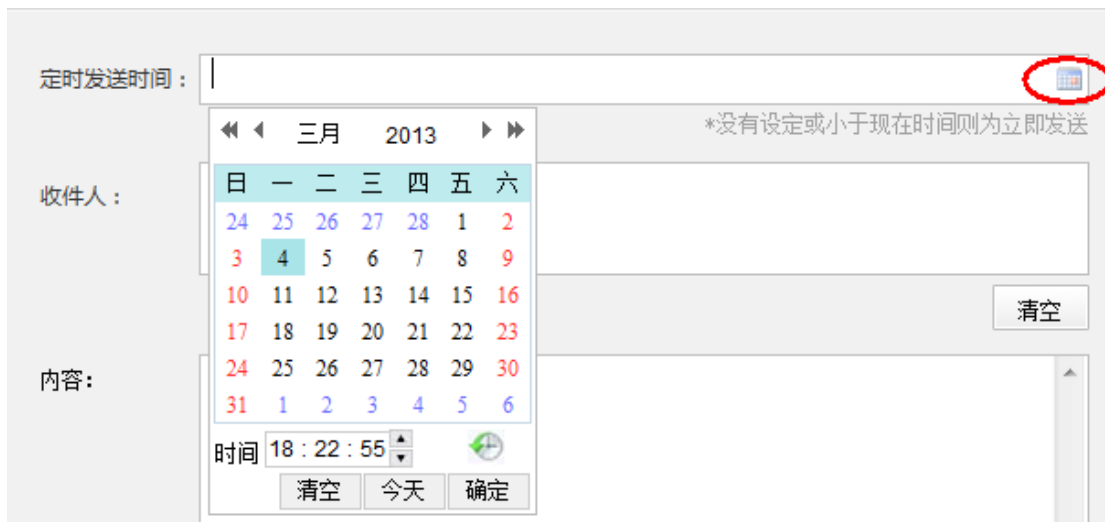 定时发送时间：
*没有设定或小于现在时间则为立即发送
三月 2013
收件人：
日 一 二 三 四 五 六
24 25 26 27 28 1 2
3 4 5 6 7 8 9
10 11 12 13 14 15 16
17 18 19 20 21 22 23
24 25 26 27 28 29 30
31 1 2 3 4 5 6
清空
内容：
时间 18 : 22 : 55
清空 今天 确定